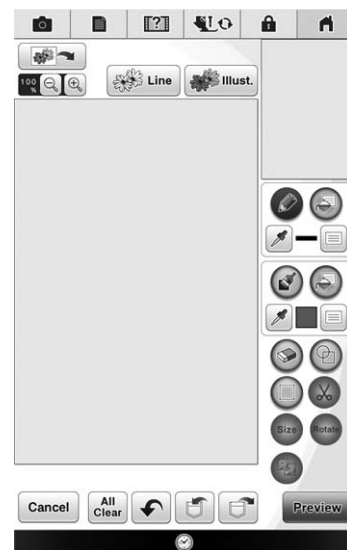 ?
100
%
Line
Illust.
Size
Rotate
Cancel
All
Clear
Preview